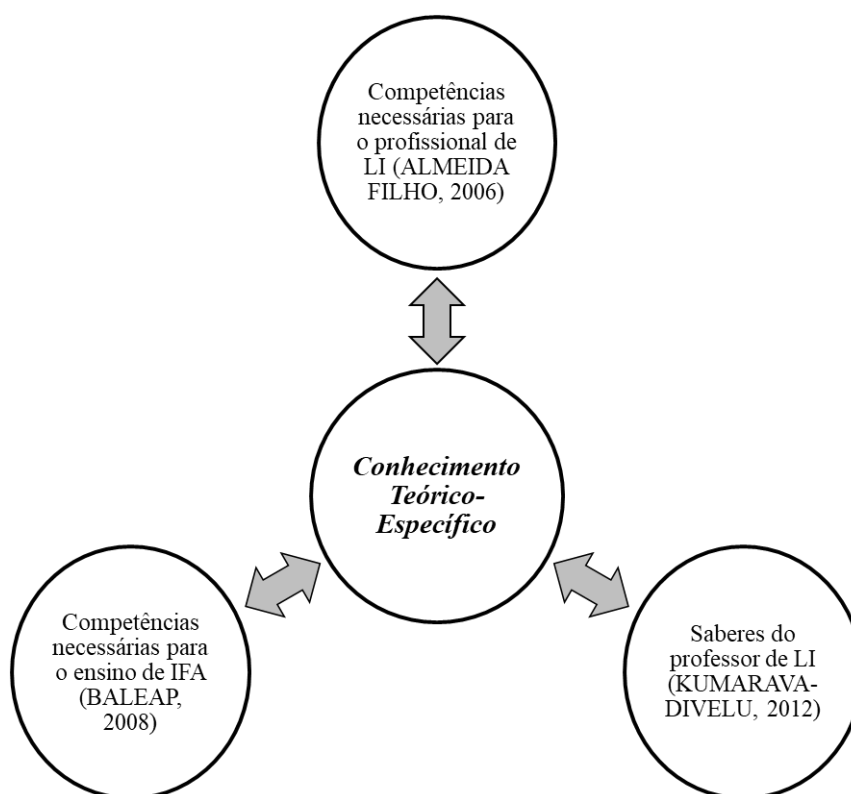 Competências
necessárias para
o profissional de
LI (ALMEIDA
FILHO, 2006)
Conhecimento
Teórico-
Específico
Competências
necessárias para
o ensino de IFA
(BALEAP,
2008)
Saberes do
professor de LI
(KUMARAVA-
DIVELU, 2012)